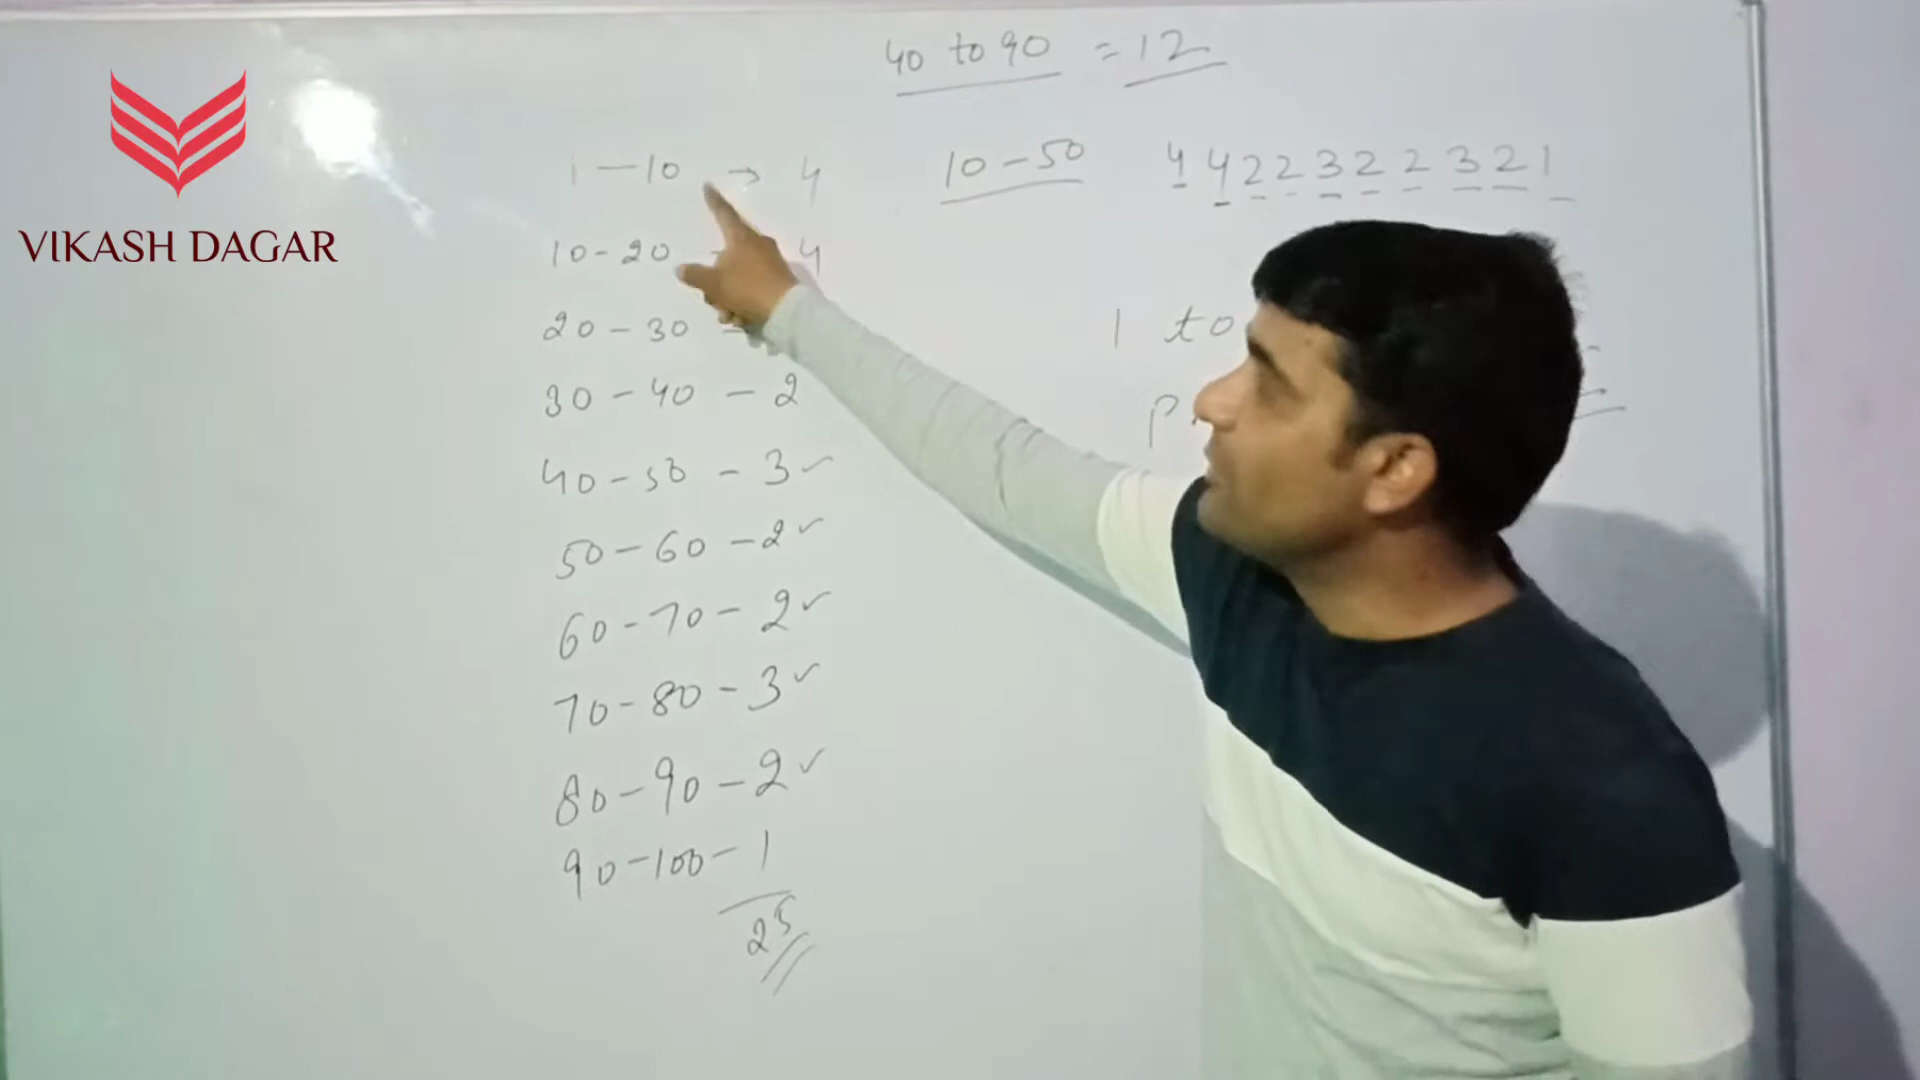 VIKASH DAGAR
40 to 90 = 12
1 - 10 → 4
10 - 50
4 4 2 2 3 2 2 3 2 1
10 - 20 - 4
20 - 30 -
1 to
30 - 40 - 2
40 - 50 - 3 ✓
50 - 60 - 2 ✓
60 - 70 - 2 ✓
70 - 80 - 3 ✓
80 - 90 - 2 ✓
90 - 100 - 1
25